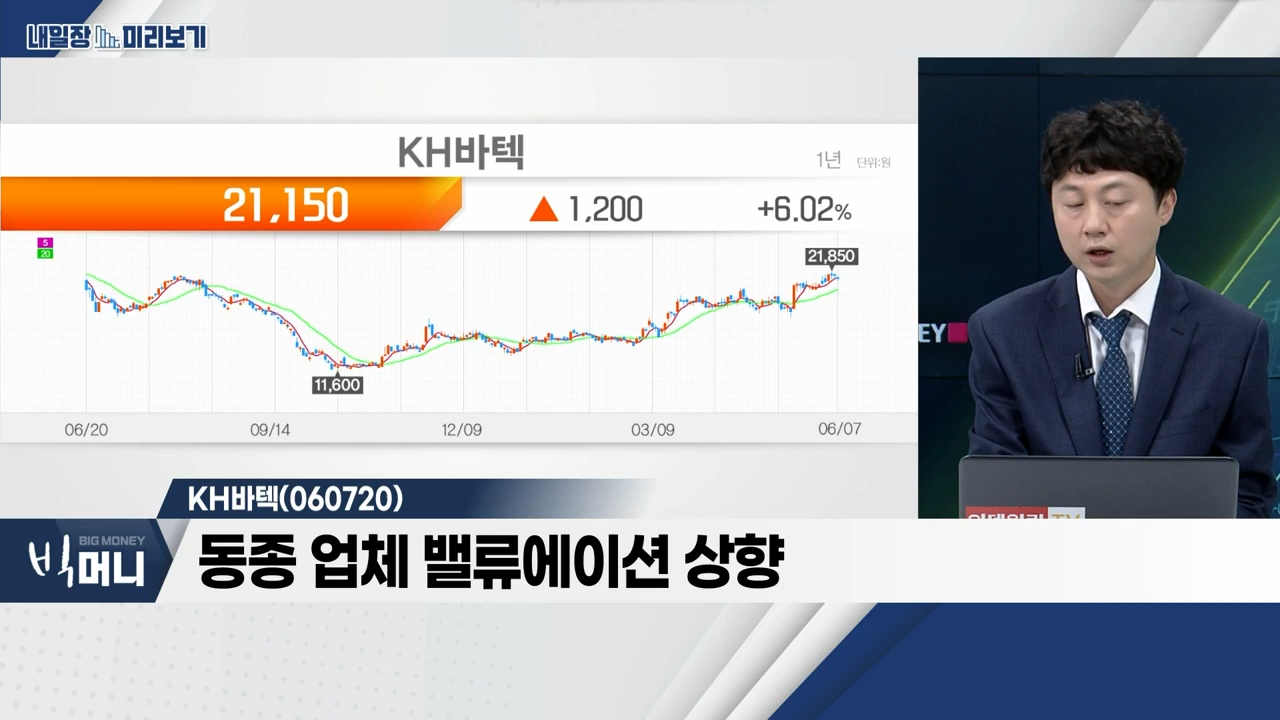 내일장 미리보기
KH바텍
1년 단위:원
21,150 ▲ 1,200 +6.02%
5
20
21,850
11,600
06/20 09/14 12/09 03/09 06/07
EY
KH바텍(060720)
BIG MONEY
빅머니
동종 업체 밸류에이션 상향